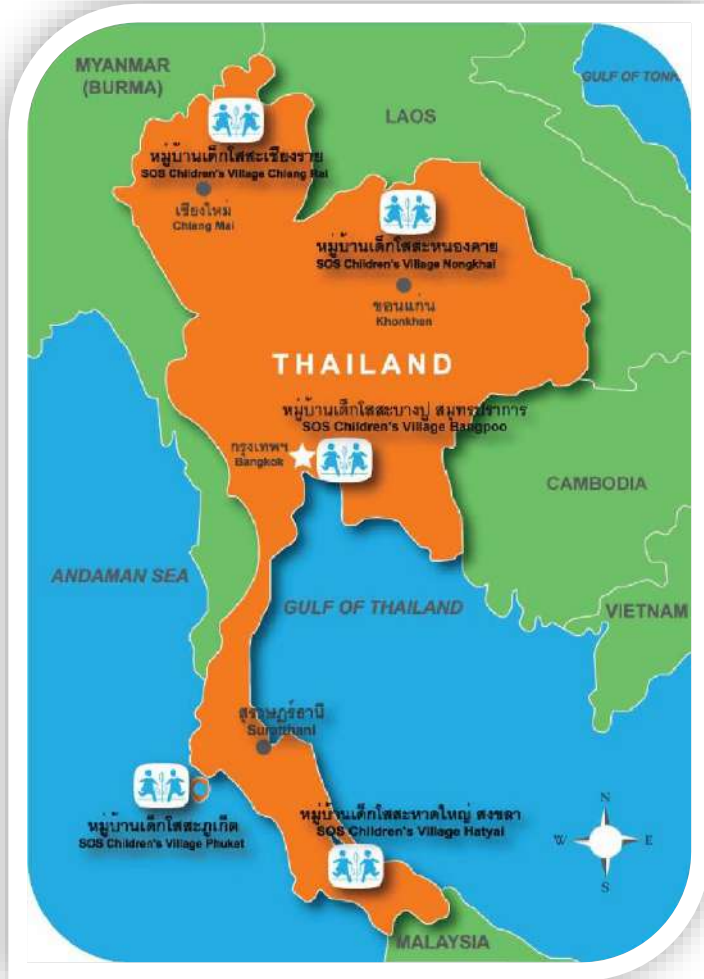 MYANMAR
(BURMA)
GULF OF TONK
LAOS
หมู่บ้านเด็กโสสะเชียงราย
SOS Children's Village Chiang Rai
เชียงใหม่
Chiang Mai
หมู่บ้านเด็กโสสะหนองคาย
SOS Children's Village Nongkhai
ขอนแก่น
Khonkhen
THAILAND
หมู่บ้านเด็กโสสะบางปู สมุทรปราการ
SOS Children's Village Bangpoo
กรุงเทพฯ
Bangkok
CAMBODIA
ANDAMAN SEA
GULF OF THAILAND
VIETNAM
สุราษฎร์ธานี
Suratthani
หมู่บ้านเด็กโสสะภูเก็ต
SOS Children's Village Phuket
หมู่บ้านเด็กโสสะหาดใหญ่ สงขลา
SOS Children's Village Hatyai
N
W
E
S
MALAYSIA